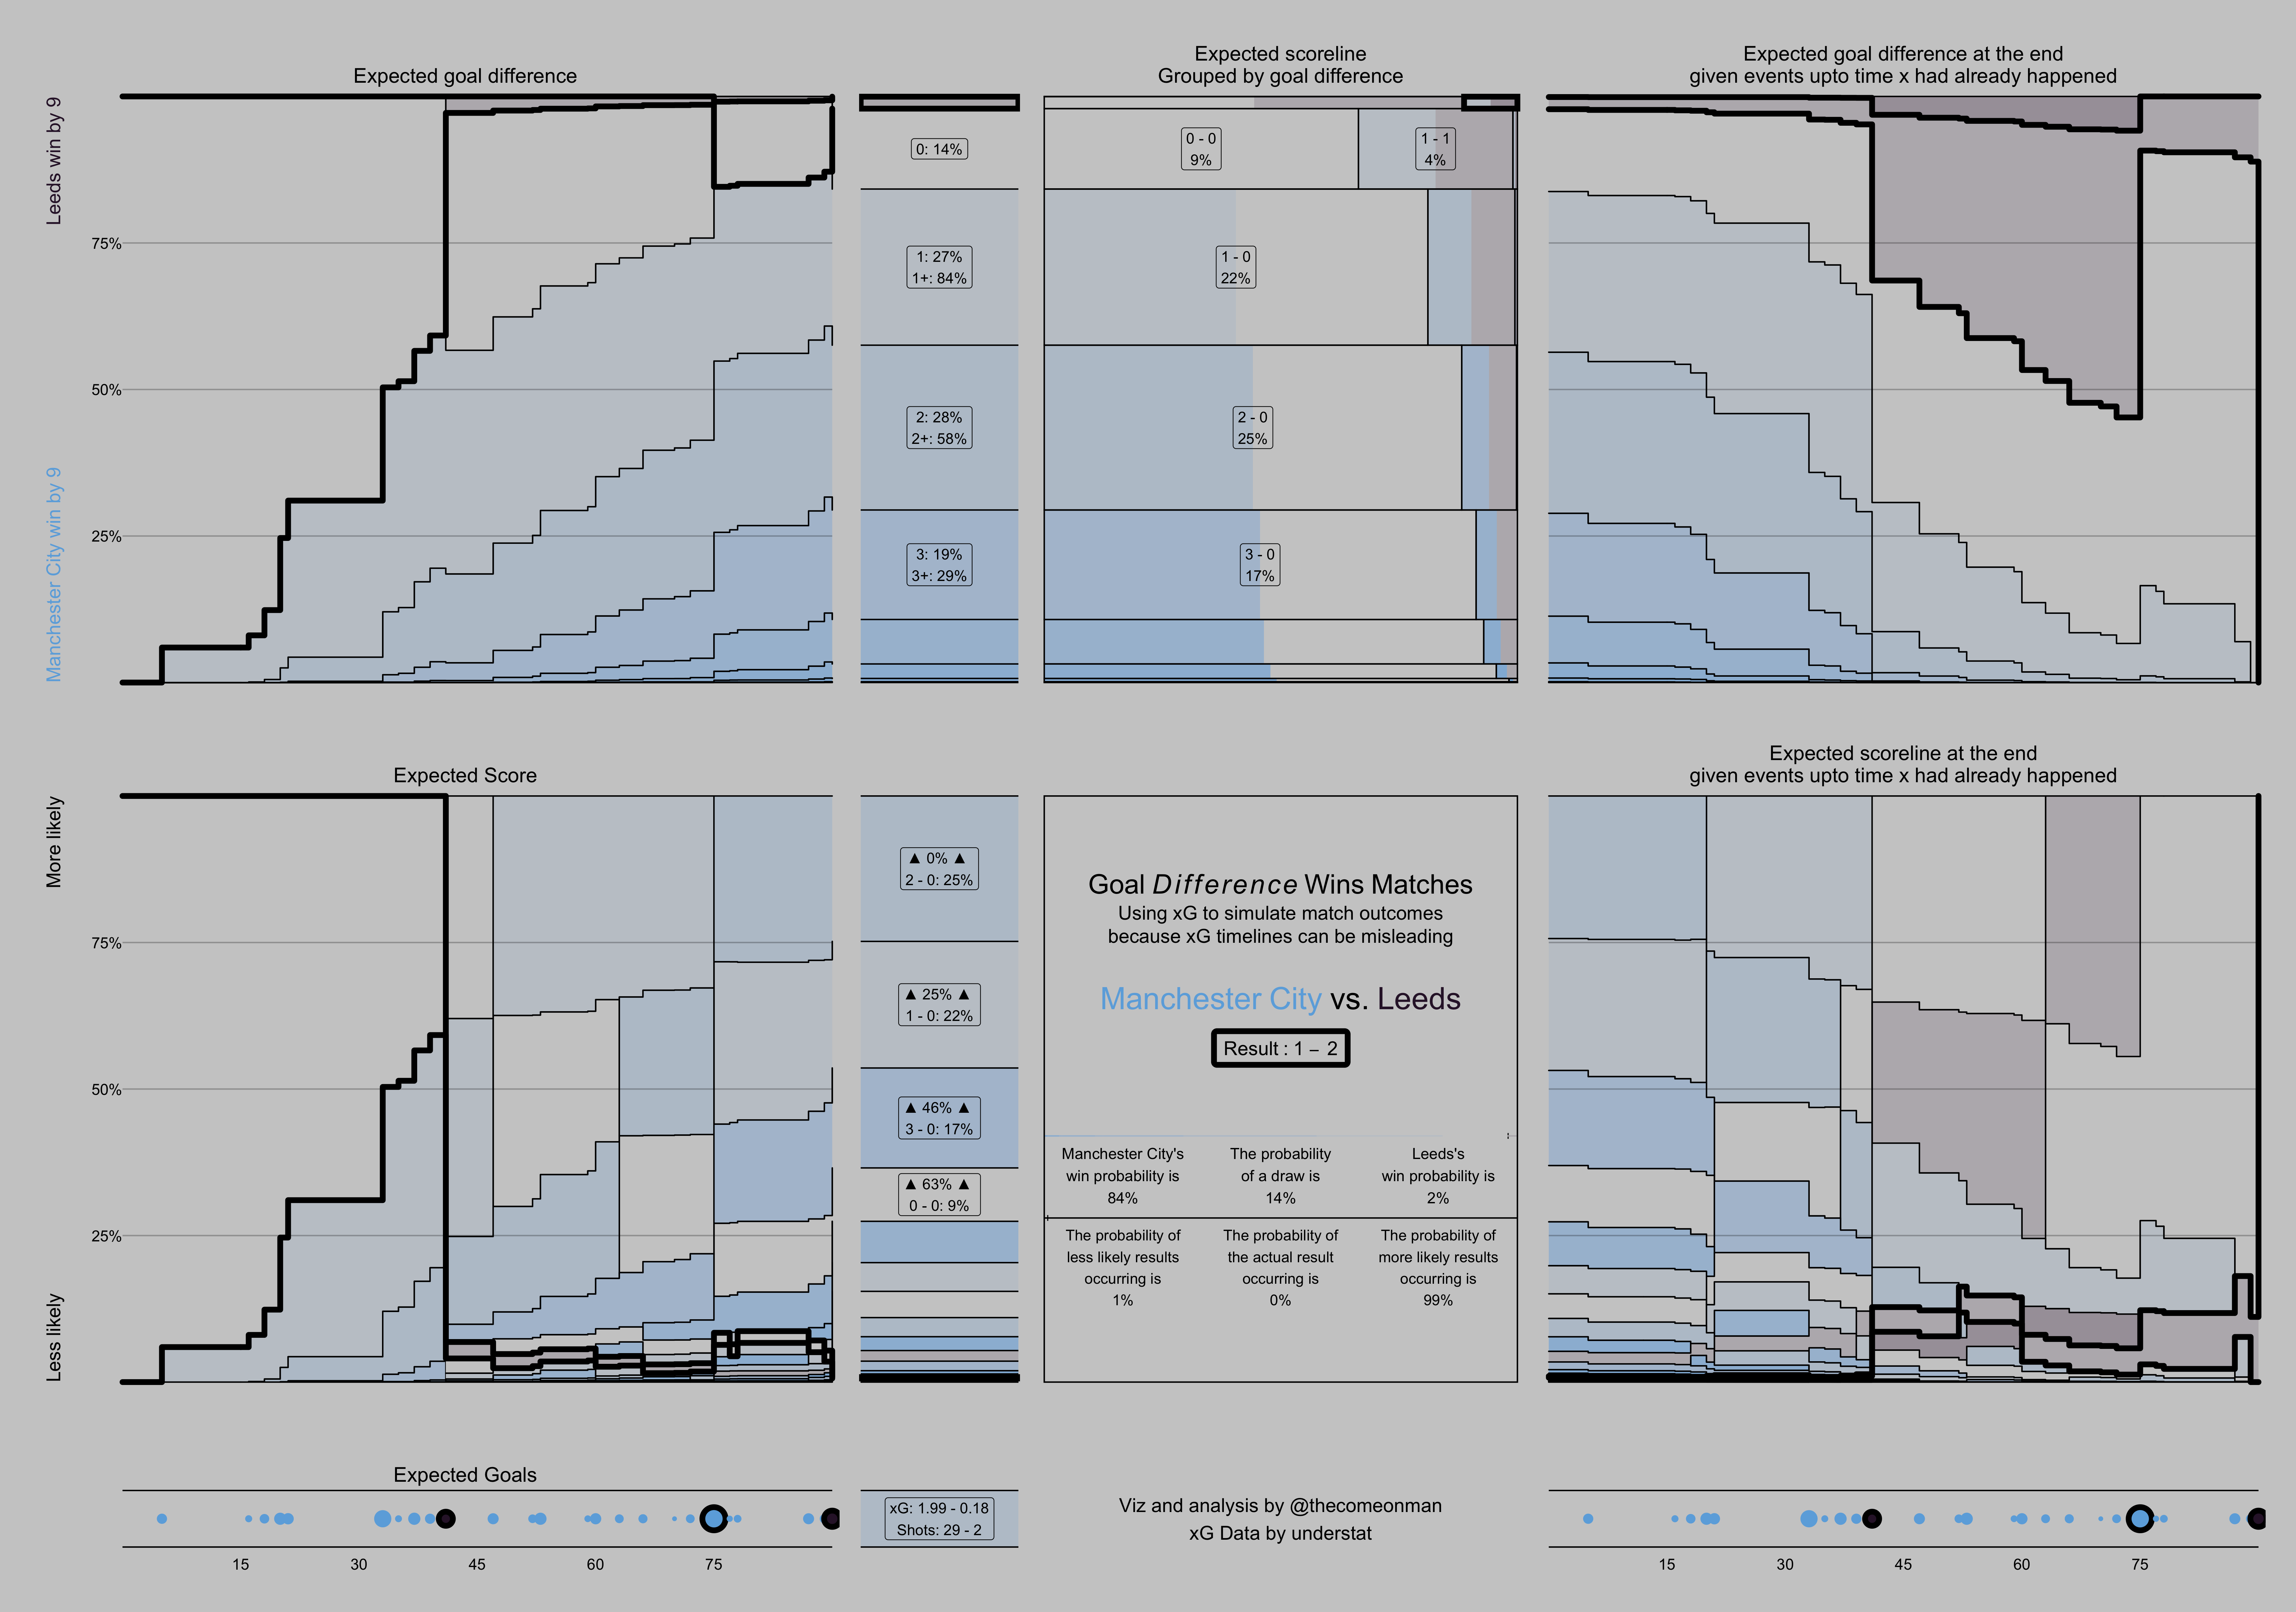 Expected goal difference
Expected scoreline
Grouped by goal difference
Expected goal difference at the end
given events upto time x had already happened
Leeds win by 9
Manchester City win by 9
75%
50%
25%
0: 14%
1: 27%
1+: 84%
2: 28%
2+: 58%
3: 19%
3+: 29%
0 - 0
9%
1 - 1
4%
1 - 0
22%
2 - 0
25%
3 - 0
17%
Expected Score
Expected scoreline at the end
given events upto time x had already happened
More likely
Less likely
75%
50%
25%
▲ 0% ▲
2 - 0: 25%
▲ 25% ▲
1 - 0: 22%
▲ 46% ▲
3 - 0: 17%
▲ 63% ▲
0 - 0: 9%
Goal Difference Wins Matches
Using xG to simulate match outcomes
because xG timelines can be misleading
Manchester City vs. Leeds
Result : 1 – 2
Manchester City's
win probability is
84%
The probability
of a draw is
14%
Leeds's
win probability is
2%
The probability of
less likely results
occurring is
1%
The probability of
the actual result
occurring is
0%
The probability of
more likely results
occurring is
99%
Expected Goals
xG: 1.99 - 0.18
Shots: 29 - 2
Viz and analysis by @thecomeonman
xG Data by understat
15 30 45 60 75
15 30 45 60 75